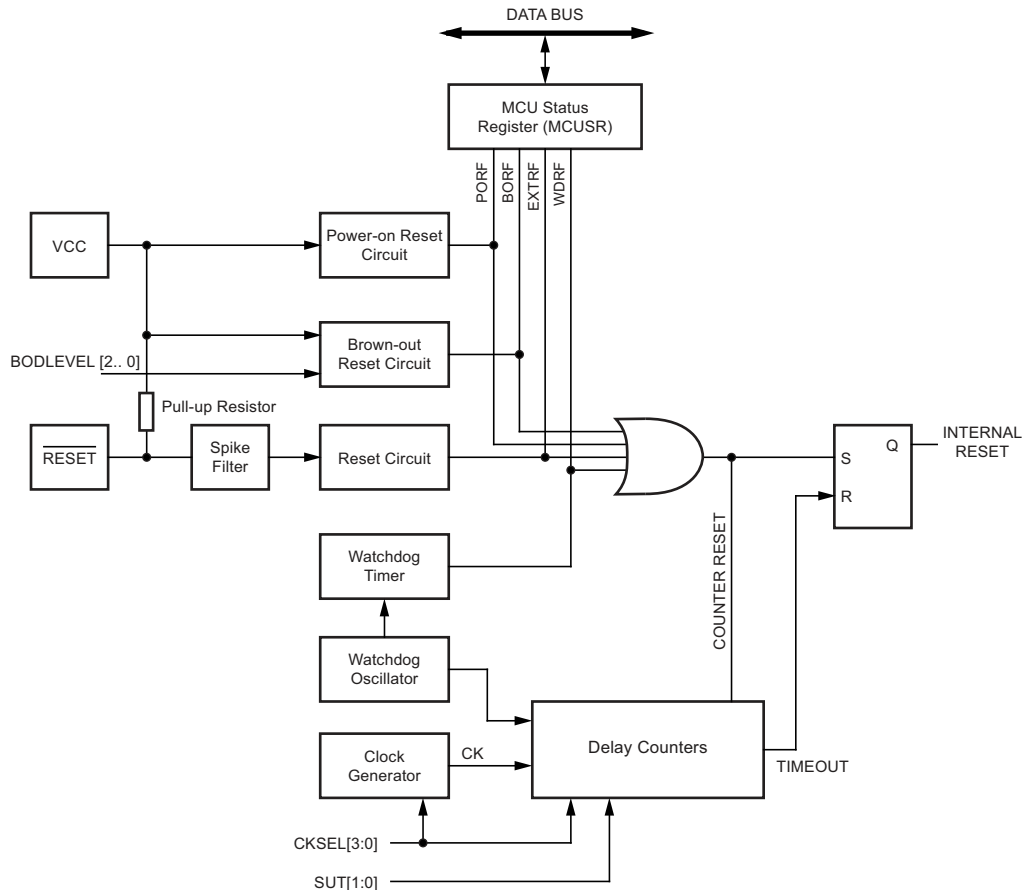 DATA BUS
MCU Status
Register (MCUSR)
PORF
BORF
EXTRF
WDRF
VCC
Power-on Reset
Circuit
Brown-out
Reset Circuit
BODLEVEL [2.. 0]
Pull-up Resistor
RESET
Spike
Filter
Reset Circuit
S
R
Q
INTERNAL
RESET
Watchdog
Timer
COUNTER RESET
Watchdog
Oscillator
Clock
Generator
CK
Delay Counters
TIMEOUT
CKSEL[3:0]
SUT[1:0]